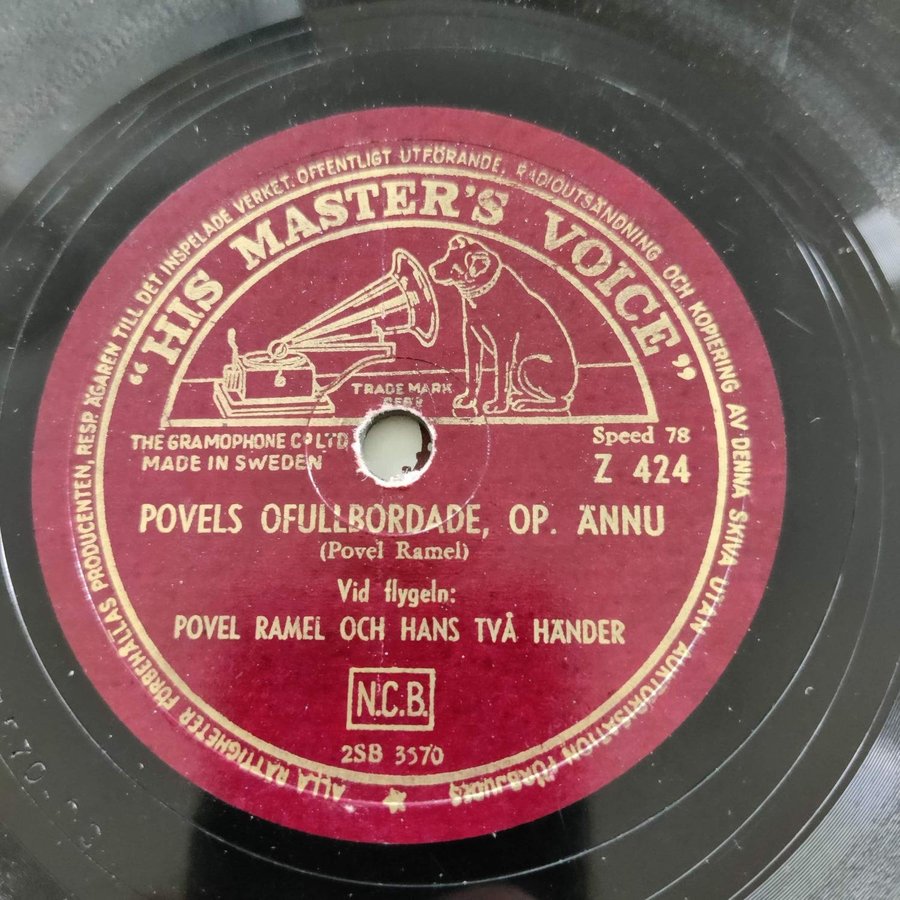 ALLA RÄTTIGHETER FÖRBEHÅLLAS PRODUCENTEN, RESP. ÄGAREN TILL DET INSPELADE VERKET. OFFENTLIGT UTFÖRANDE, RADIOUTSÄNDNING OCH KOPIERING AV DENNA SKIVA UTAN AUKTORISATION FÖRBJUDES
"HIS MASTER'S VOICE"
TRADE MARK
THE GRAMOPHONE Cº LTD
MADE IN SWEDEN
Speed 78
Z 424
POVELS OFULLBORDADE, OP. ÄNNU
(Povel Ramel)
Vid flygeln:
POVEL RAMEL OCH HANS TVÅ HÄNDER
N.C.B.
2SB 3570